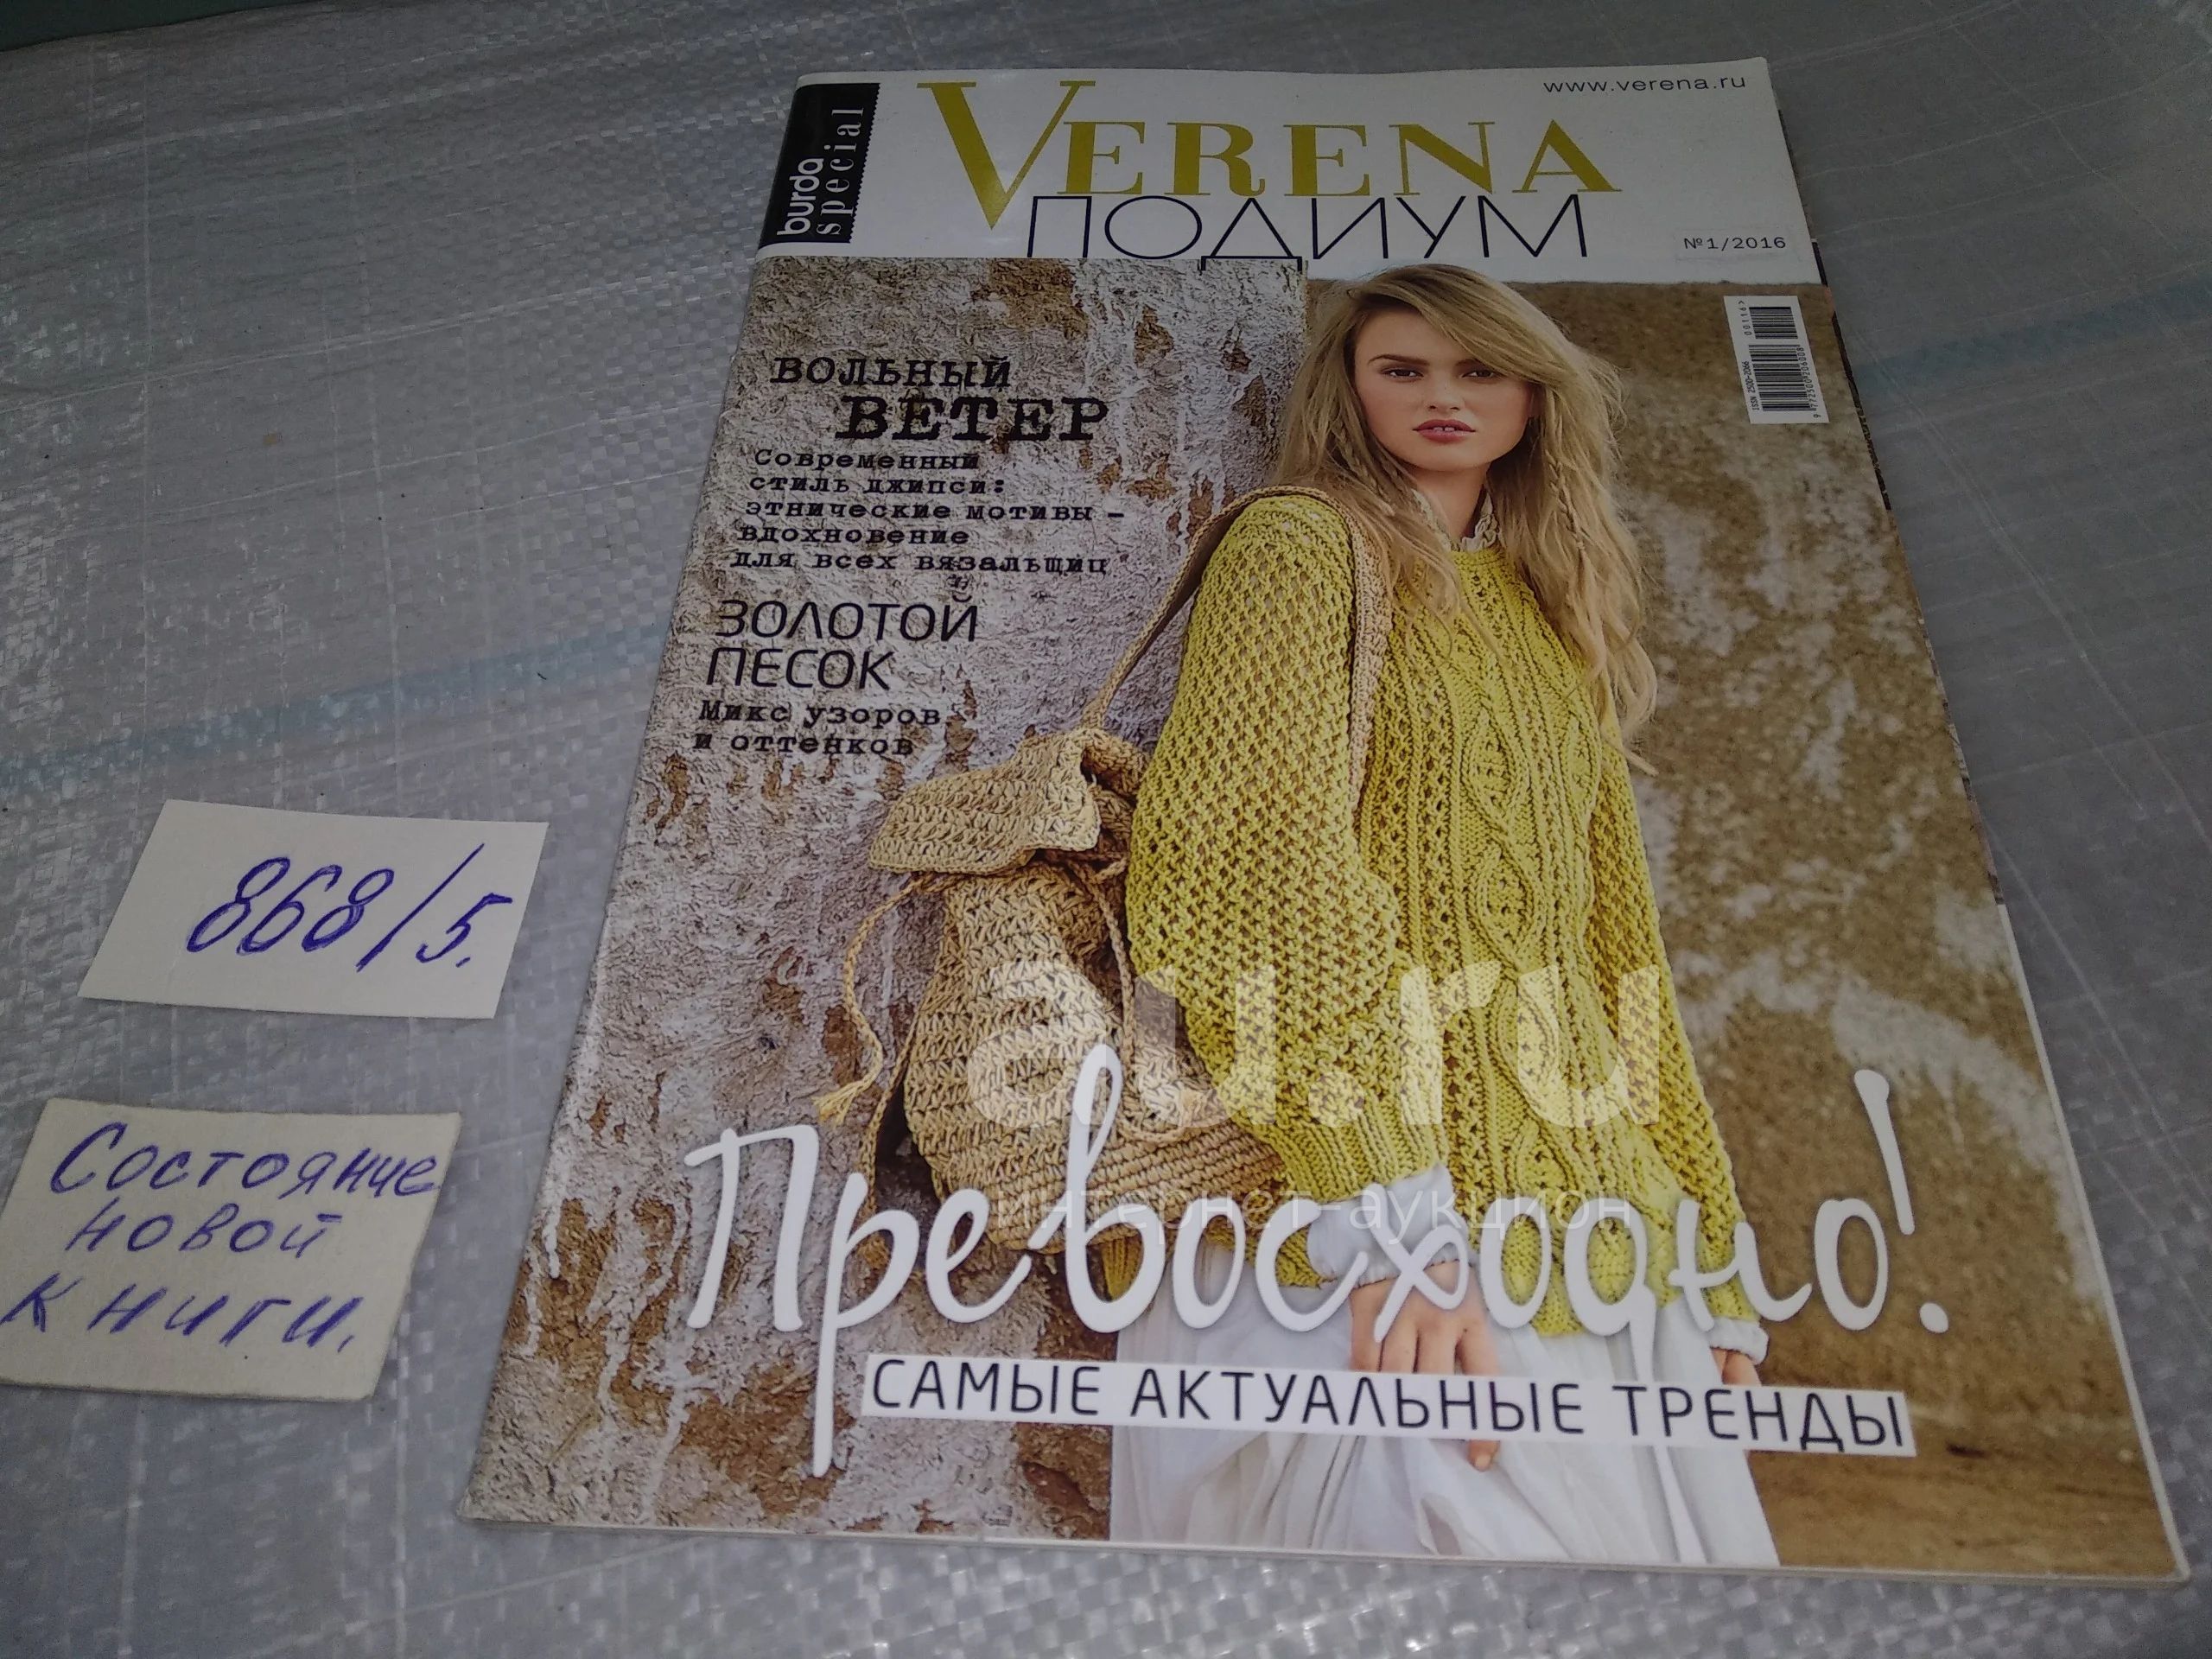 burda
special
www.verena.ru
VERENA
ПОДИУМ
№1/2016
ВОЛЬНЫЙ
ВЕТЕР
Современный
стиль джипси:
этнические мотивы –
вдохновение
для всех вязальщиц
ЗОЛОТОЙ
ПЕСОК
Микс узоров
и оттенков
868/5.
Состояние
новой
книги.
au.ru
интернет-аукцион
Превосходно!
САМЫЕ АКТУАЛЬНЫЕ ТРЕНДЫ